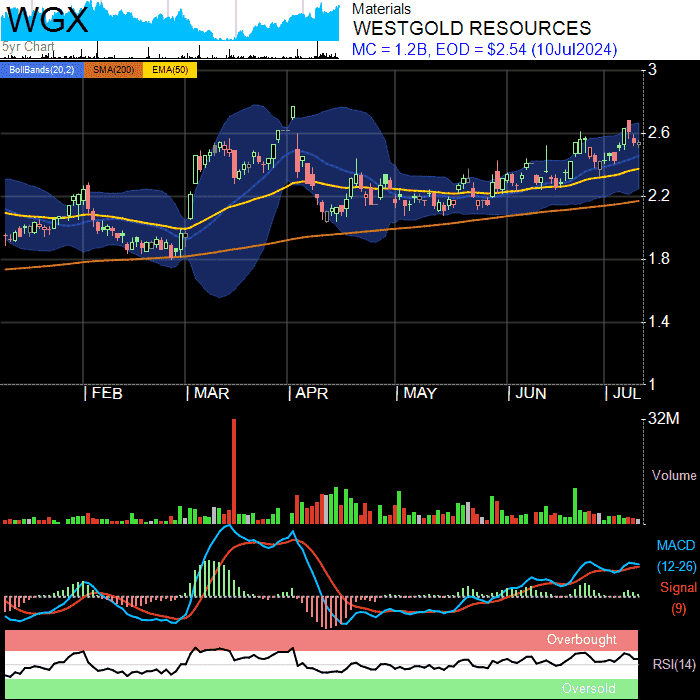 WGX
5yr Chart
Materials
WESTGOLD RESOURCES
MC = 1.2B, EOD = $2.54 (10Jul2024)
BollBands(20,2) SMA(200) EMA(50)
3
2.6
2.2
1.8
1.4
1
FEB MAR APR MAY JUN JUL
32M
Volume
MACD
(12-26)
Signal
(9)
Overbought
RSI(14)
Oversold